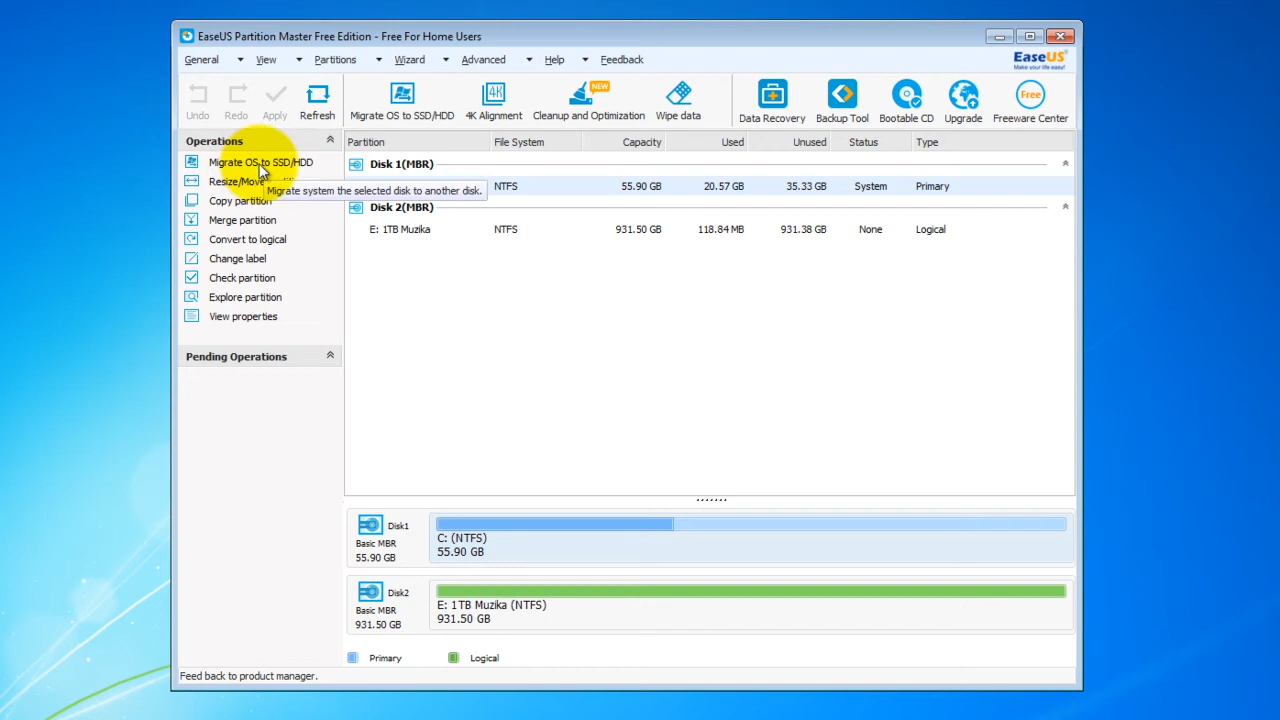 EaseUS Partition Master Free Edition - Free For Home Users
General View Partitions Wizard Advanced Help Feedback
EaseUS
Make your life easy!
Undo Redo Apply Refresh Migrate OS to SSD/HDD 4K Alignment Cleanup and Optimization Wipe data Data Recovery Backup Tool Bootable CD Upgrade Freeware Center
4K
NEW
Free
Operations
Migrate OS to SSD/HDD
Resize/Move
Migrate system the selected disk to another disk.
Copy partition
Merge partition
Convert to logical
Change label
Check partition
Explore partition
View properties
Pending Operations
Partition File System Capacity Used Unused Status Type
Disk 1(MBR)
NTFS 55.90 GB 20.57 GB 35.33 GB System Primary
Disk 2(MBR)
E: 1TB Muzika NTFS 931.50 GB 118.84 MB 931.38 GB None Logical
Disk1
Basic MBR
55.90 GB
C: (NTFS)
55.90 GB
Disk2
Basic MBR
931.50 GB
E: 1TB Muzika (NTFS)
931.50 GB
Primary Logical
Feed back to product manager.